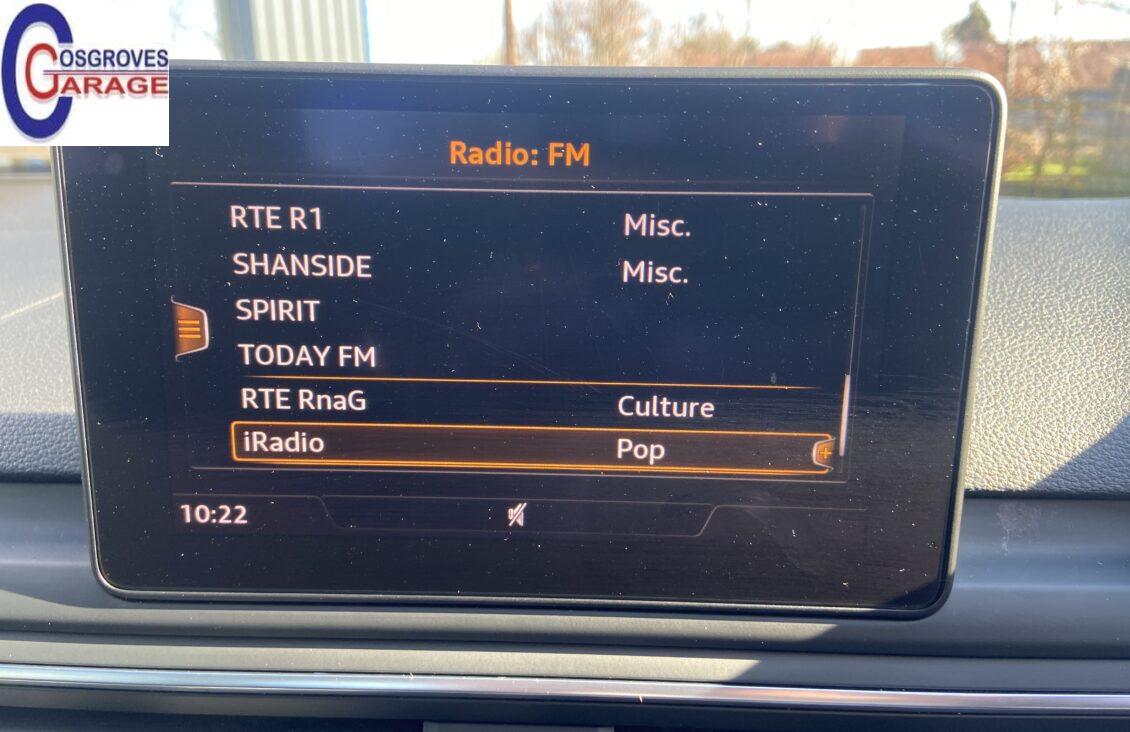 COSGROVES
GARAGE
Radio: FM
RTE R1 Misc.
SHANSIDE Misc.
SPIRIT
TODAY FM
RTE RnaG Culture
iRadio Pop
10:22